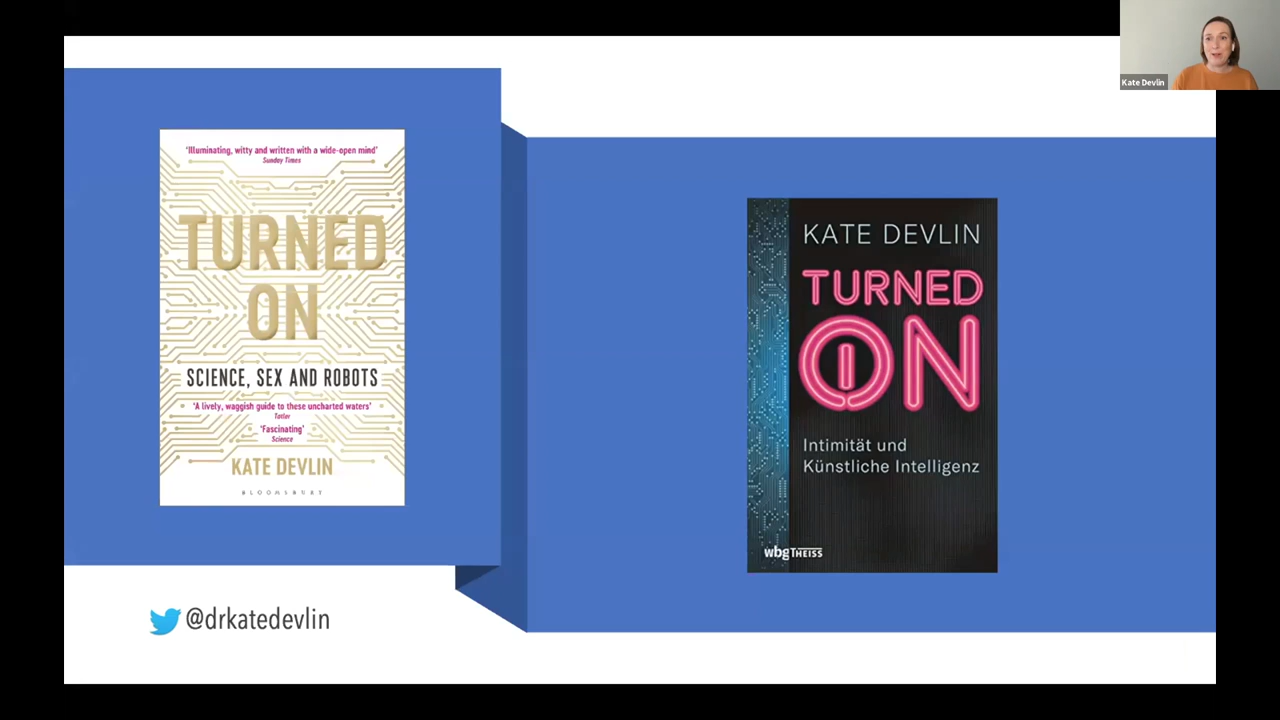 Kate Devlin
'Illuminating, witty and written with a wide-open mind'
Sunday Times
TURNED
ON
SCIENCE, SEX AND ROBOTS
'A lively, waggish guide to these uncharted waters'
Tatler
'Fascinating'
Science
KATE DEVLIN
BLOOMSBURY
KATE DEVLIN
TURNED
ON
Intimität und
Künstliche Intelligenz
wbgTHEISS
@drkatedevlin